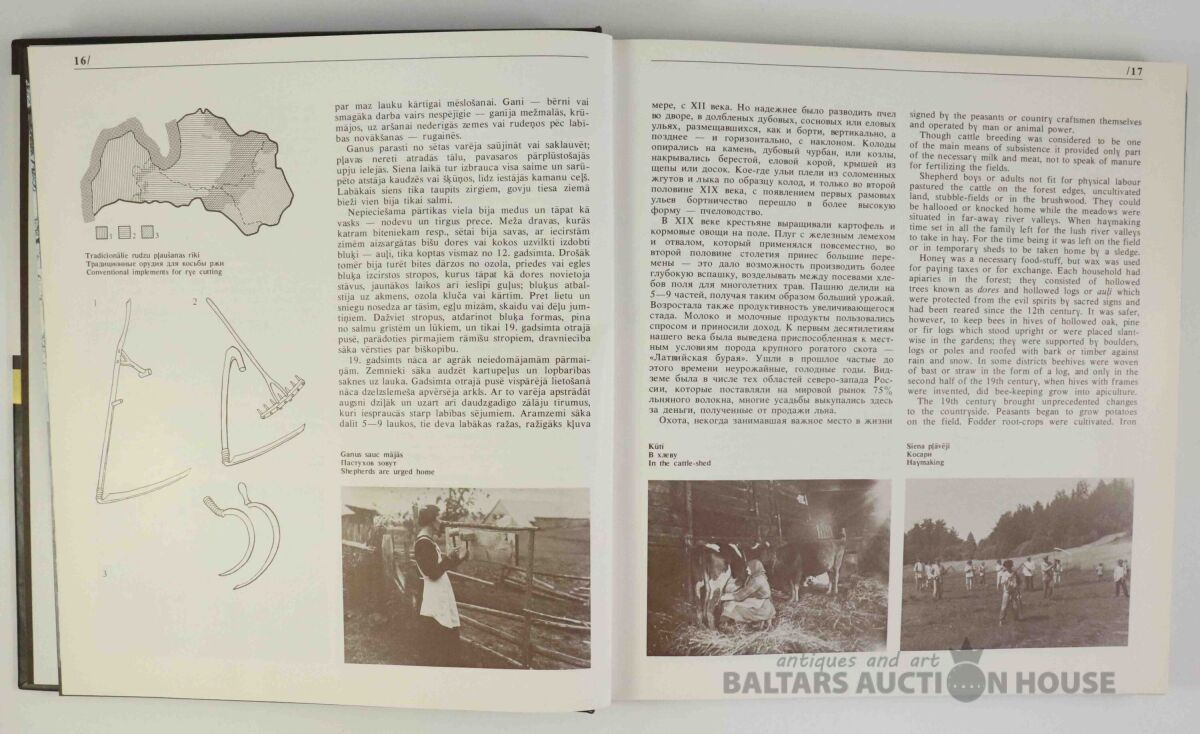 16/
1 2 3
Tradicionālie rudzu pļaušanas rīki
Традиционные орудия для косьбы ржи
Conventional implements for rye cutting
1
2
3
par maz lauku kārtīgai mēslošanai. Gani — bērni vai
smagāka darba vairs nespējīgie — ganīja mežmalās, krū-
mājos, uz aršanai nederīgās zemes vai rudeņos pēc labī-
bas novākšanas — rugainēs.
Ganus parasti no sētas varēja saūjināt vai saklauvēt;
pļavas nereti atradās tālu, pavasaros pārplūstošajās
upju ielejās. Siena laikā tur izbrauca visa saime un sarū-
pēto atstāja kaudzēs vai šķūņos, līdz iestājās kamanu ceļš.
Labākais siens tika taupīts zirgiem, govju tiesa ziemā
bieži vien bija tikai salmi.
Nepieciešama pārtikas viela bija medus un tāpat kā
vasks — nodevu un tirgus prece. Meža dravas, kurās
katram biteniekam resp., sētai bija savas, ar iecirstām
zīmēm aizsargātas bišu dores vai kokos uzvilkti izdobti
bluķi — auļi, tika koptas vismaz no 12. gadsimta. Drošāk
tomēr bija turēt bites dārzos no ozola, priedes vai egles
bluķa izcirstos stropos, kurus tāpat kā dores novietoja
stāvus, jaunākos laikos arī ieslīpi guļus; bluķus atbal-
stīja uz akmens, ozola kluča vai kārtīm. Pret lietu un
sniegu nosedza ar tāsīm, egļu mizām, skaidu vai dēļu jum-
tiņiem. Dažviet stropus, atdarinot bluķa formas, pina
no salmu grīstēm un lūkiem, un tikai 19. gadsimta otrajā
pusē, parādoties pirmajiem rāmīšu stropiem, dravniecība
sāka vērsties par biškopību.
19. gadsimts nāca ar agrāk neiedomājamām pārmai-
ņām. Zemnieki sāka audzēt kartupeļus un lopbarības
saknes uz lauka. Gadsimta otrajā pusē vispārējā lietošanā
nāca dzelzslemeša apvērsēja arkls. Ar to varēja apstrādāt
augsni dziļāk un uzart arī daudzgadīgo zālāju tīrumus,
kuri iespraucās starp labības sējumiem. Aramzemi sāka
dalīt 5—9 laukos, tie deva labākas ražas, ražīgāks kļuva
Ganus sauc mājās
Пастухов зовут
Shepherds are urged home
/17
мере, с XII века. Но надежнее было разводить пчел
во дворе, в долбленых дубовых, сосновых или еловых
ульях, размещавшихся, как и борти, вертикально, а
позднее — и горизонтально, с наклоном. Колоды
опирались на камень, дубовый чурбан, или козлы,
накрывались берестой, еловой корой, крышей из
щепы или досок. Кое-где ульи плели из соломенных
жгутов и лыка по образцу колод, и только во второй
половине XIX века, с появлением первых рамовых
ульев бортничество перешло в более высокую
форму — пчеловодство.
В XIX веке крестьяне выращивали картофель и
кормовые овощи на поле. Плуг с железным лемехом
и отвалом, который применялся повсеместно, во
второй половине столетия принес большие пере-
мены — это дало возможность производить более
глубокую вспашку, возделывать между посевами хле-
бов поля для многолетних трав. Пашню делили на
5—9 частей, получая таким образом больший урожай.
Возростала также продуктивность увеличивающегося
стада. Молоко и молочные продукты пользовались
спросом и приносили доход. К первым десятилетиям
нашего века была выведена приспособленная к мест-
ным условиям порода крупного рогатого скота —
«Латвийская бурая». Ушли в прошлое частые до
этого времени неурожайные, голодные годы. Вид-
земе была в числе тех областей северо-запада Рос-
сии, которые поставляли на мировой рынок 75%
льняного волокна, многие усадьбы выкупались здесь
за деньги, полученные от продажи льна.
Охота, некогда занимавшая важное место в жизни
Kūtī
В хлеву
In the cattle-shed
signed by the peasants or country craftsmen themselves
and operated by man or animal power.
Though cattle breeding was considered to be one
of the main means of subsistence it provided only part
of the necessary milk and meat, not to speak of manure
for fertilizing the fields.
Shepherd boys or adults not fit for physical labour
pastured the cattle on the forest edges, uncultivated
land, stubble-fields or in the brushwood. They could
be hallooed or knocked home while the meadows were
situated in far-away river valleys. When haymaking
time set in all the family left for the lush river valleys
to take in hay. For the time being it was left on the field
or in temporary sheds to be taken home by a sledge.
Honey was a necessary food-stuff, but wax was used
for paying taxes or for exchange. Each household had
apiaries in the forest; they consisted of hollowed
trees known as dores and hollowed logs or auļi which
were protected from the evil spirits by sacred signs and
had been reared since the 12th century. It was safer,
however, to keep bees in hives of hollowed oak, pine
or fir logs which stood upright or were placed slant-
wise in the gardens; they were supported by boulders,
logs or poles and roofed with bark or timber against
rain and snow. In some districts beehives were woven
of bast or straw in the form of a log, and only in the
second half of the 19th century, when hives with frames
were invented, did bee-keeping grow into apiculture.
The 19th century brought unprecedented changes
to the countryside. Peasants began to grow potatoes
on the field. Fodder root-crops were cultivated. Iron
Siena pļāvēji
Косари
Haymaking
antiques and art
BALTARS AUCTION HOUSE